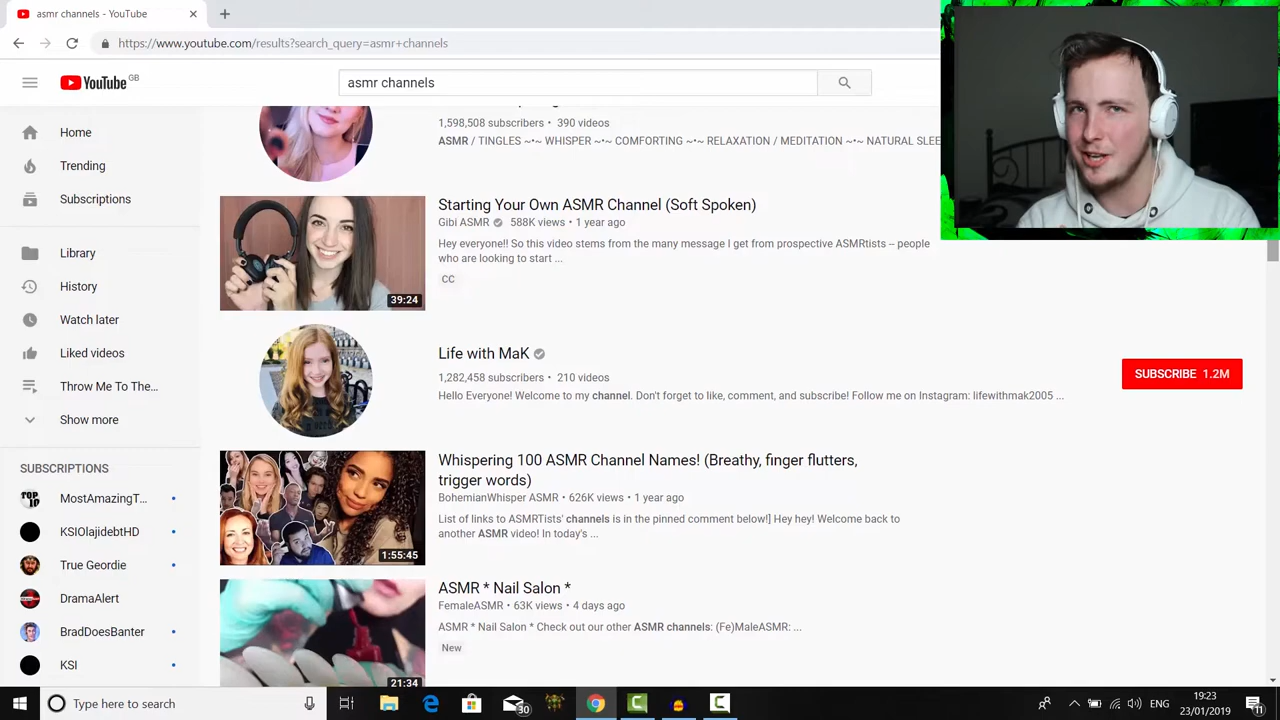 asmr channels - YouTube
https://www.youtube.com/results?search_query=asmr+channels
YouTube GB
asmr channels
Home
Trending
Subscriptions
Library
History
Watch later
Liked videos
Throw Me To The...
Show more
SUBSCRIPTIONS
MostAmazingT...
KSIOlajidebtHD
True Geordie
DramaAlert
BradDoesBanter
KSI
1,598,508 subscribers • 390 videos
ASMR / TINGLES ~•~ WHISPER ~•~ COMFORTING ~•~ RELAXATION / MEDITATION ~•~ NATURAL SLEE
39:24
Starting Your Own ASMR Channel (Soft Spoken)
Gibi ASMR 588K views • 1 year ago
Hey everyone!! So this video stems from the many message I get from prospective ASMRtists -- people
who are looking to start ...
CC
Life with MaK
1,282,458 subscribers • 210 videos
Hello Everyone! Welcome to my channel. Don't forget to like, comment, and subscribe! Follow me on Instagram: lifewithmak2005 ...
SUBSCRIBE 1.2M
1:55:45
Whispering 100 ASMR Channel Names! (Breathy, finger flutters,
trigger words)
BohemianWhisper ASMR • 626K views • 1 year ago
List of links to ASMRTists' channels is in the pinned comment below!] Hey hey! Welcome back to
another ASMR video! In today's ...
21:34
ASMR * Nail Salon *
FemaleASMR • 63K views • 4 days ago
ASMR * Nail Salon * Check out our other ASMR channels: (Fe)MaleASMR: ...
New
TOP 10
Type here to search
30
ENG
19:23
23/01/2019
11